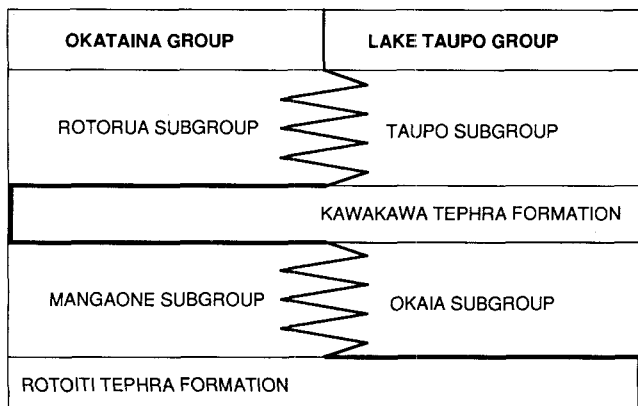 OKATAINA GROUP
LAKE TAUPO GROUP
ROTORUA SUBGROUP
TAUPO SUBGROUP
KAWAKAWA TEPHRA FORMATION
MANGAONE SUBGROUP
OKAIA SUBGROUP
ROTOITI TEPHRA FORMATION